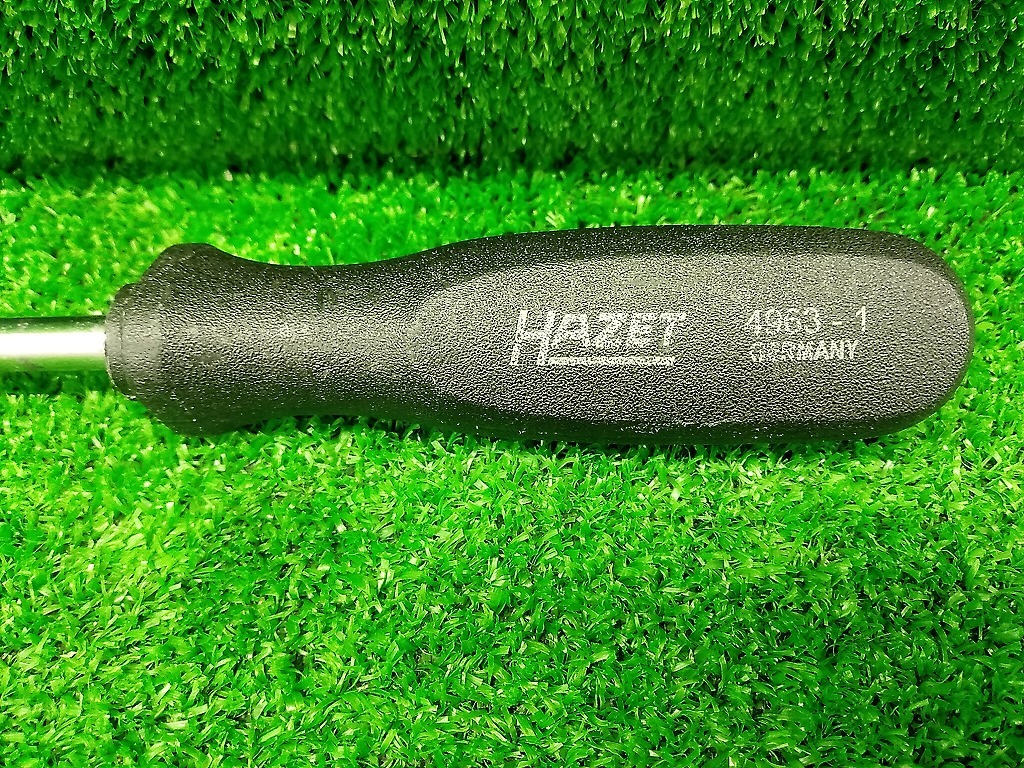 HAZET
4963 - 1
GERMANY